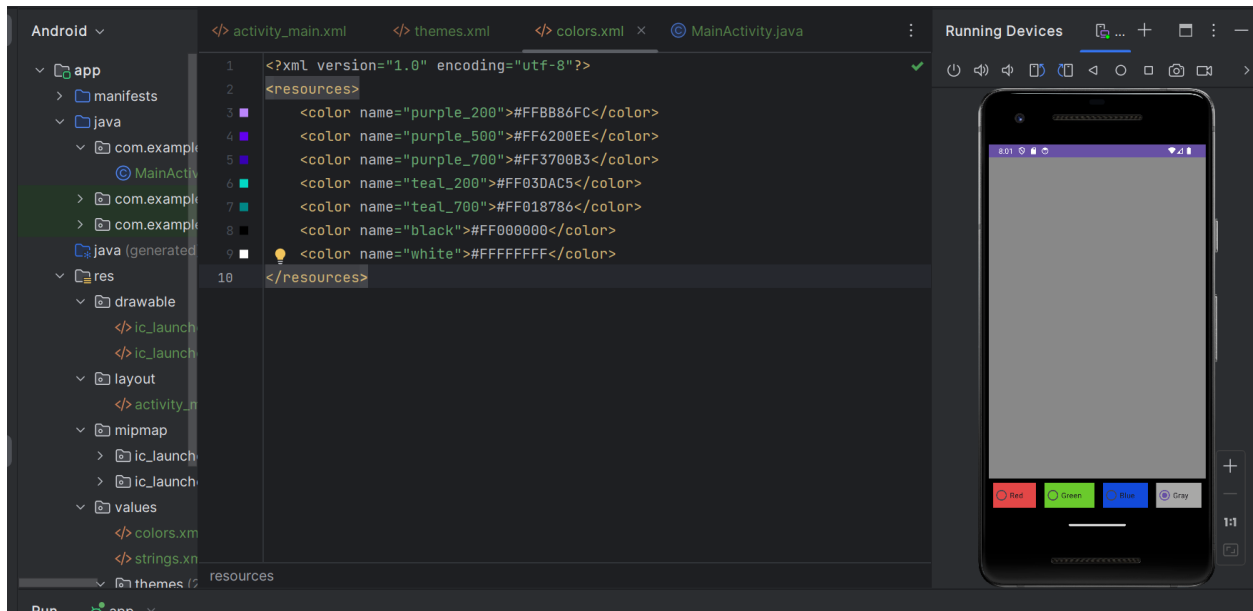 Android
activity_main.xml
themes.xml
colors.xml
MainActivity.java
Running Devices
app
manifests
java
com.exampl
MainActiv
com.exampl
com.exampl
java (generated
res
drawable
ic_launch
ic_launch
layout
activity_m
mipmap
ic_launch
ic_launch
values
colors.xm
strings.xm
themes (2
1 <?xml version="1.0" encoding="utf-8"?>
2 <resources>
3 <color name="purple_200">#FFBB86FC</color>
4 <color name="purple_500">#FF6200EE</color>
5 <color name="purple_700">#FF3700B3</color>
6 <color name="teal_200">#FF03DAC5</color>
7 <color name="teal_700">#FF018786</color>
8 <color name="black">#FF000000</color>
9 <color name="white">#FFFFFFFF</color>
10 </resources>
resources
8:01
Red
Green
Blue
Gray
1:1
Run
app